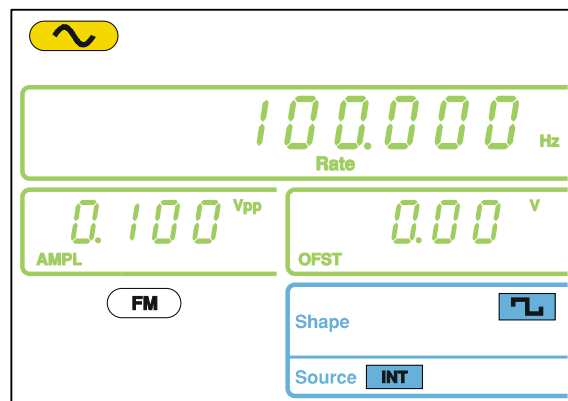 100.000 Hz
Rate
0.100 Vpp
AMPL
0.00 V
OFST
FM
Shape
Source INT